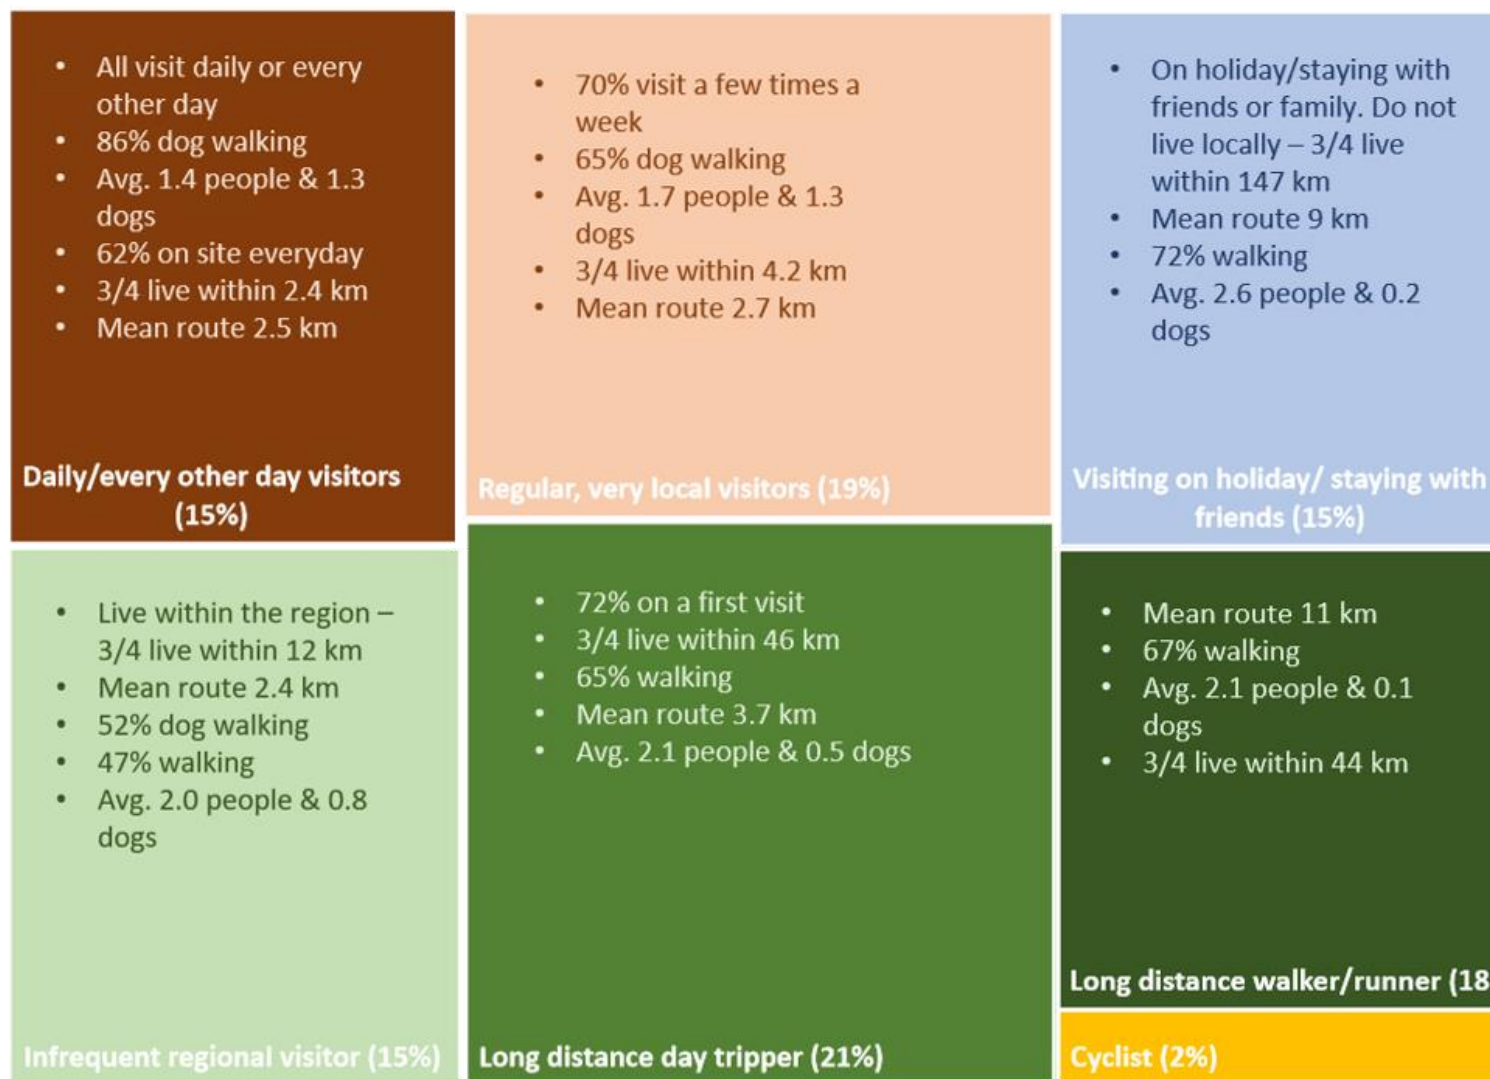 • All visit daily or every
other day
• 86% dog walking
• Avg. 1.4 people & 1.3
dogs
• 62% on site everyday
• 3/4 live within 2.4 km
• Mean route 2.5 km
Daily/every other day visitors
(15%)
• 70% visit a few times a
week
• 65% dog walking
• Avg. 1.7 people & 1.3
dogs
• 3/4 live within 4.2 km
• Mean route 2.7 km
Regular, very local visitors (19%)
• On holiday/staying with
friends or family. Do not
live locally – 3/4 live
within 147 km
• Mean route 9 km
• 72% walking
• Avg. 2.6 people & 0.2
dogs
Visiting on holiday/ staying with
friends (15%)
• Live within the region –
3/4 live within 12 km
• Mean route 2.4 km
• 52% dog walking
• 47% walking
• Avg. 2.0 people & 0.8
dogs
Infrequent regional visitor (15%)
• 72% on a first visit
• 3/4 live within 46 km
• 65% walking
• Mean route 3.7 km
• Avg. 2.1 people & 0.5 dogs
Long distance day tripper (21%)
• Mean route 11 km
• 67% walking
• Avg. 2.1 people & 0.1
dogs
• 3/4 live within 44 km
Long distance walker/runner (18
Cyclist (2%)